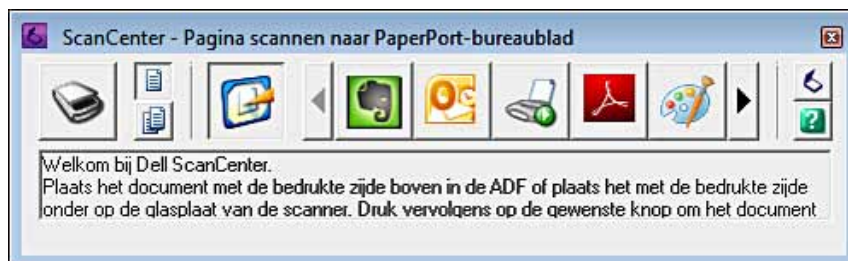 ScanCenter - Pagina scannen naar PaperPort-bureaublad
Welkom bij Dell ScanCenter.
Plaats het document met de bedrukte zijde boven in de ADF of plaats het met de bedrukte zijde
onder op de glasplaat van de scanner. Druk vervolgens op de gewenste knop om het document